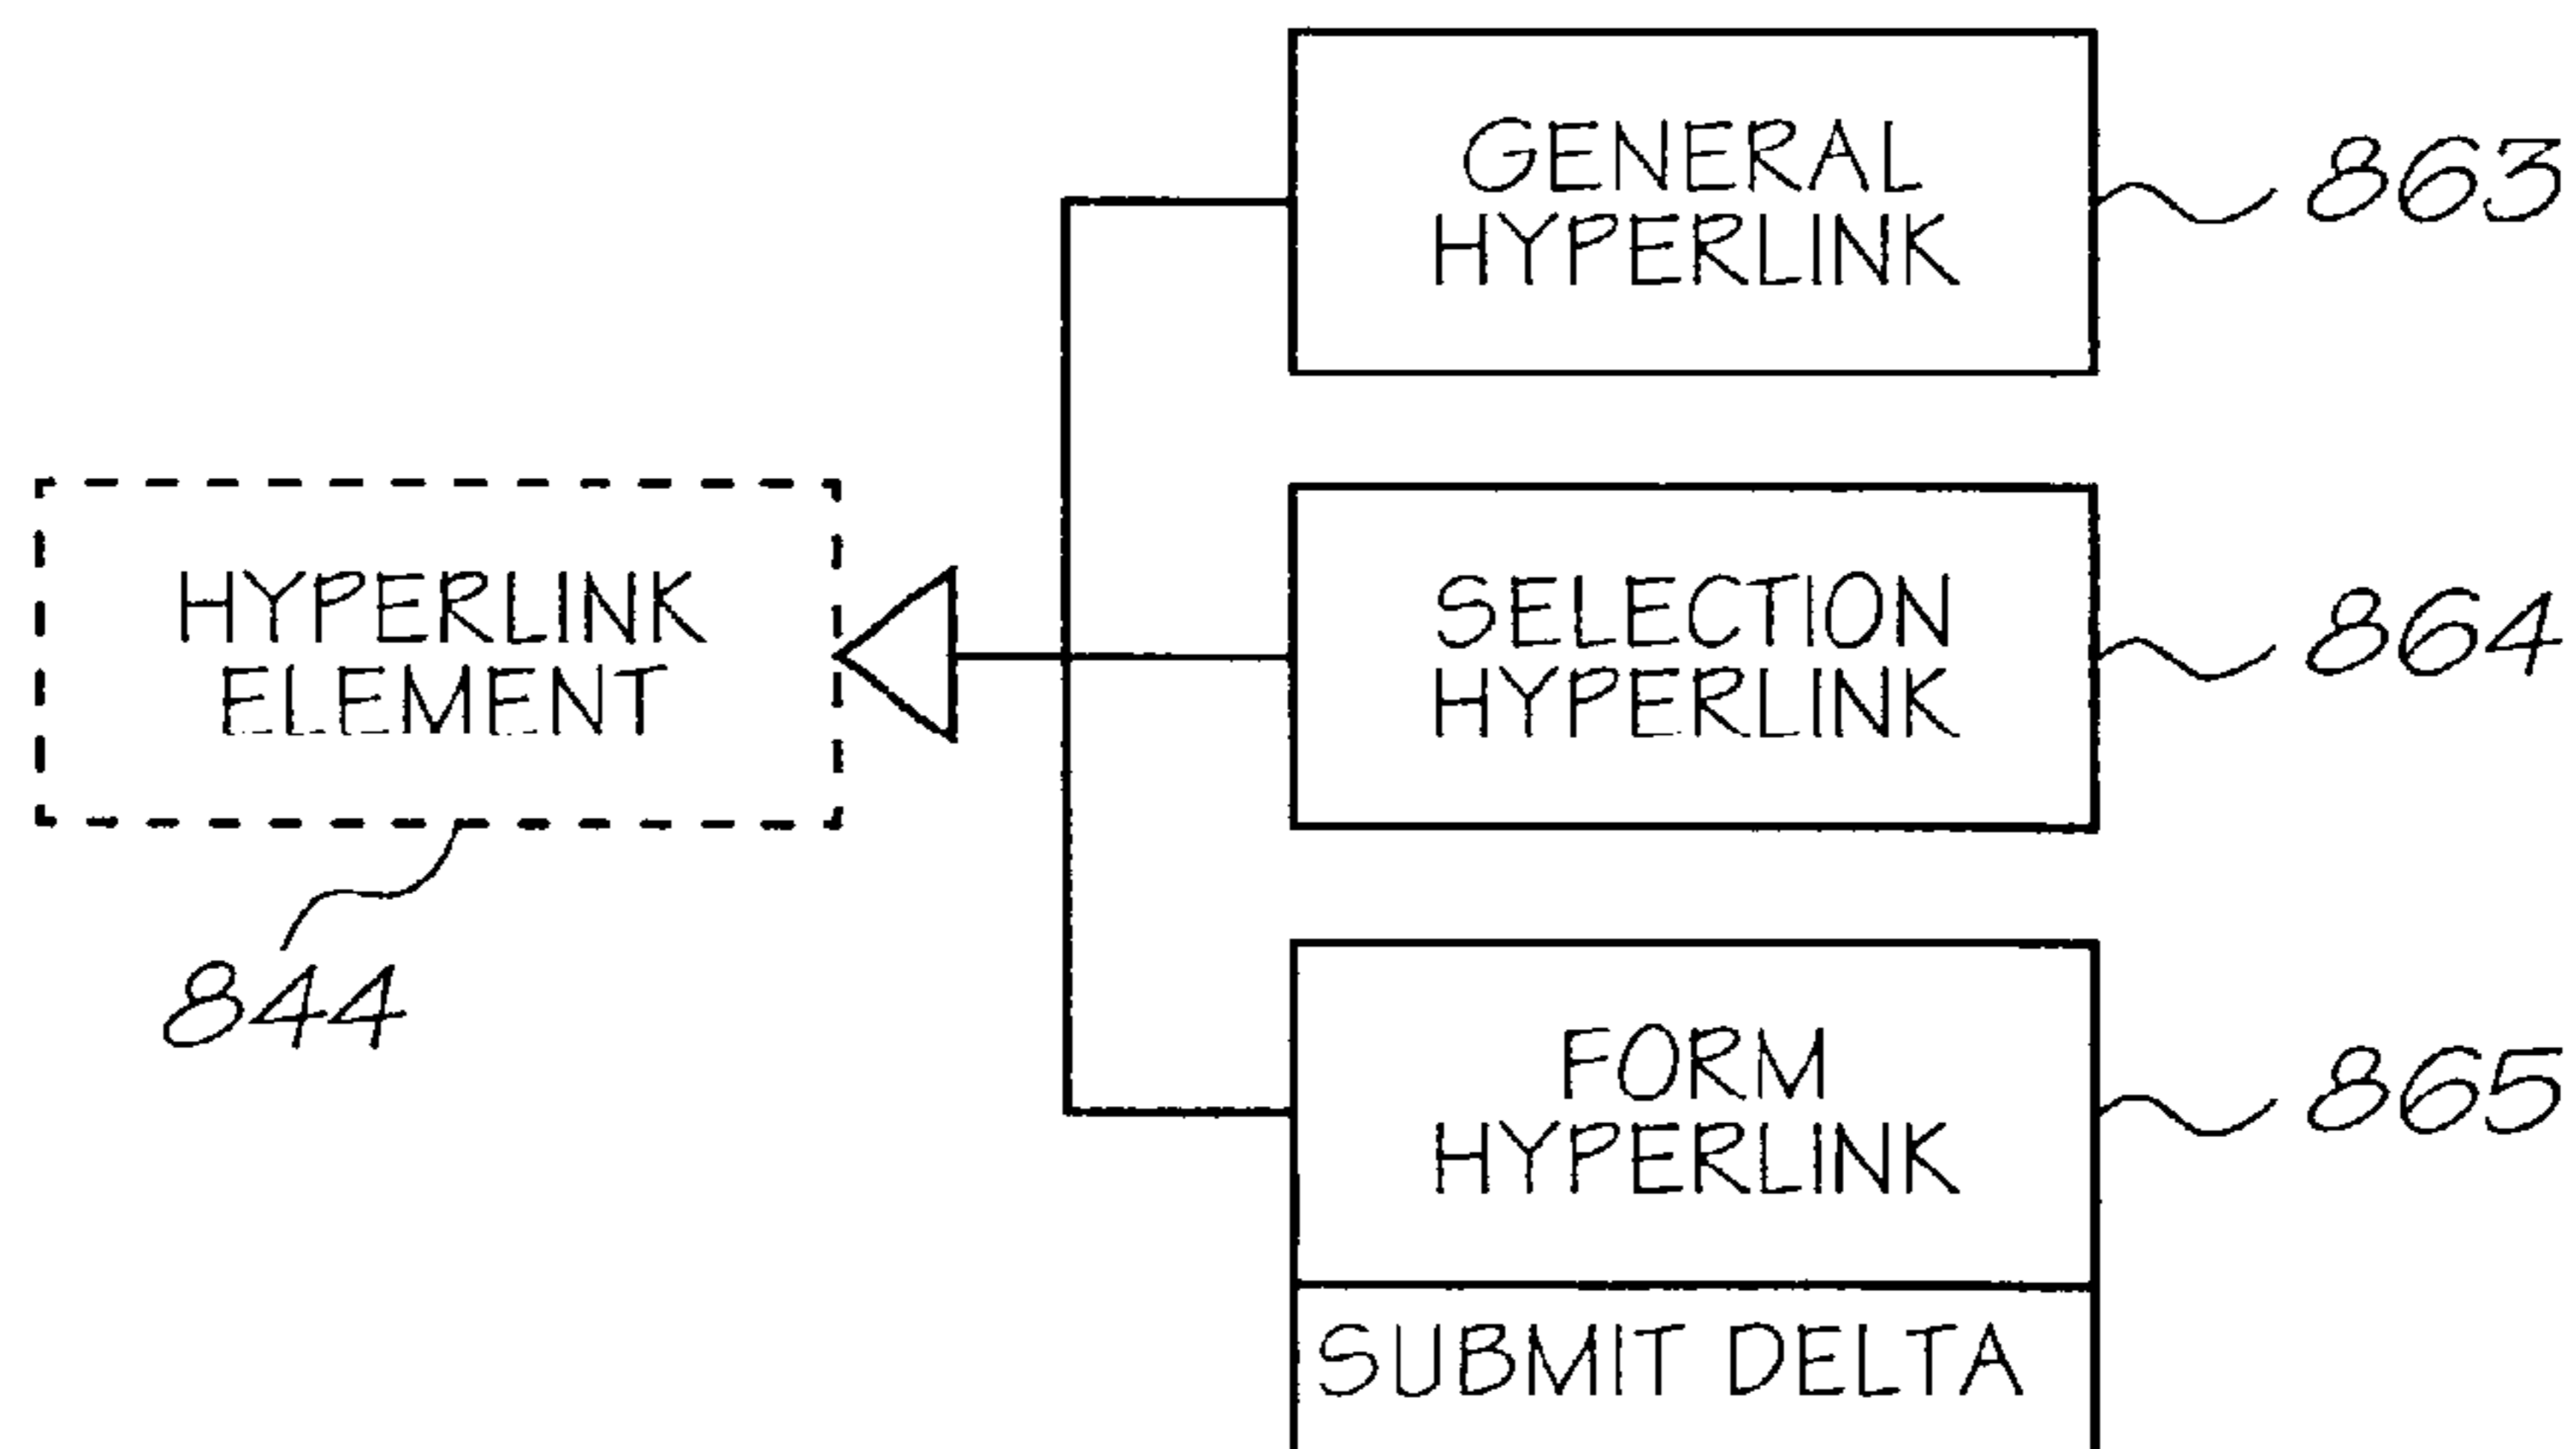 GENERAL
HYPERLINK
863
HYPERLINK
ELEMENT
844
SELECTION
HYPERLINK
864
FORM
HYPERLINK
865
SUBMIT DELTA